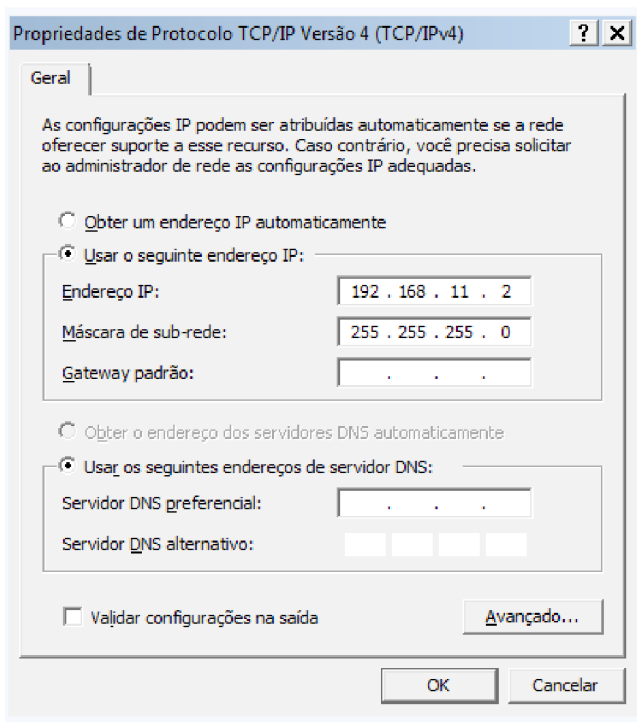 Propriedades de Protocolo TCP/IP Versão 4 (TCP/IPv4)
Geral
As configurações IP podem ser atribuídas automaticamente se a rede
oferecer suporte a esse recurso. Caso contrário, você precisa solicitar
ao administrador de rede as configurações IP adequadas.
Obter um endereço IP automaticamente
Usar o seguinte endereço IP:
Endereço IP: 192 . 168 . 11 . 2
Máscara de sub-rede: 255 . 255 . 255 . 0
Gateway padrão: . . .
Obter o endereço dos servidores DNS automaticamente
Usar os seguintes endereços de servidor DNS:
Servidor DNS preferencial: . . .
Servidor DNS alternativo:
Validar configurações na saída
Avançado...
OK Cancelar